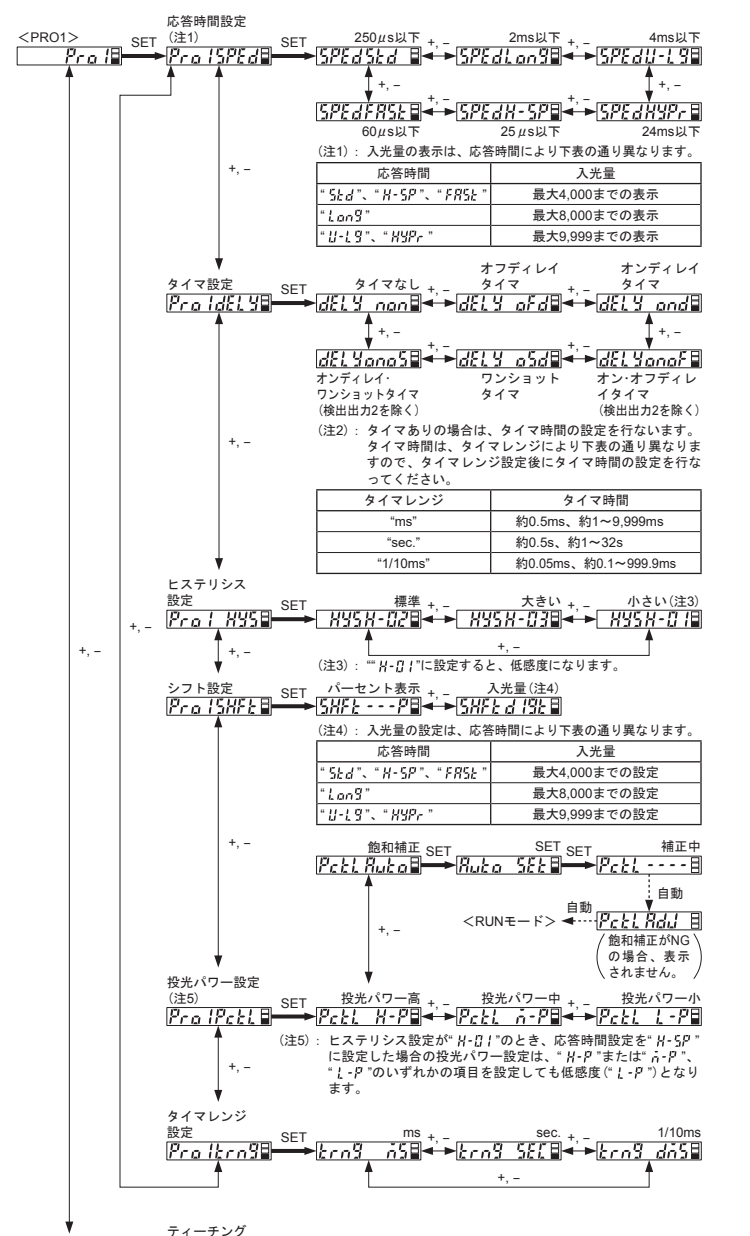 <PRO1>
応答時間設定
(注1)
Pro1
SET
Pro1SPEd
SET
250μs以下
+, −
2ms以下
+, −
4ms以下
SPEdStd
SPEdLong
SPEdU-Lg
+, −
+, −
SPEdFASt
+, −
SPEdH-SP
+, −
SPEdHYPr
60μs以下
25μs以下
24ms以下
+, −
(注1)：入光量の表示は、応答時間により下表の通り異なります。
応答時間 入光量
“Std”、“H-SP”、“FASt” 最大4,000までの表示
“Long” 最大8,000までの表示
“U-Lg”、“HYPr” 最大9,999までの表示
タイマ設定
Pro1dELY
SET
タイマなし
+, −
オフディレイ
タイマ
+, −
オンディレイ
タイマ
dELY non
dELY ofd
dELY ond
+, −
+, −
dELYonoS
+, −
dELY oSd
+, −
dELYonoF
オンディレイ・
ワンショットタイマ
(検出出力2を除く)
ワンショット
タイマ
オン・オフディレ
イタイマ
(検出出力2を除く)
+, −
(注2)：タイマありの場合は、タイマ時間の設定を行ないます。
タイマ時間は、タイマレンジにより下表の通り異なりま
すので、タイマレンジ設定後にタイマ時間の設定を行な
ってください。
タイマレンジ タイマ時間
“ms” 約0.5ms、約1～9,999ms
“sec.” 約0.5s、約1～32s
“1/10ms” 約0.05ms、約0.1～999.9ms
ヒステリシス
設定
Pro1 HYS
SET
標準
+, −
大きい
+, −
小さい(注3)
HYSH-02
HYSH-03
HYSH-01
+, −
+, −
+, −
+, −
(注3)：““H-01”に設定すると、低感度になります。
シフト設定
Pro1SHFt
SET
パーセント表示
+, −
入光量(注4)
SHFt---P
SHFtd19t
(注4)：入光量の設定は、応答時間により下表の通り異なります。
応答時間 入光量
“Std”、“H-SP”、“FASt” 最大4,000までの設定
“Long” 最大8,000までの設定
“U-Lg”、“HYPr” 最大9,999までの設定
+, −
飽和補正
SET
SET
SET
補正中
PctLAuto
Auto SEt
PctL ----
自動
+, −
<RUNモード>
自動
PctLAdJ
飽和補正がNG
の場合、表示
されません。
投光パワー設定
(注5)
Pro1PctL
SET
投光パワー高
+, −
投光パワー中
+, −
投光パワー小
PctL H-P
PctL ñ-P
PctL L-P
(注5)：ヒステリシス設定が“H-01”のとき、応答時間設定を“H-SP”
に設定した場合の投光パワー設定は、“H-P”または“ñ-P”、
“L-P”のいずれかの項目を設定しても低感度(“L-P”)となり
ます。
+, −
タイマレンジ
設定
Pro1trng
SET
ms
+, −
sec.
+, −
1/10ms
trng ñS
trng SEC
trng dñS
+, −
ティーチング